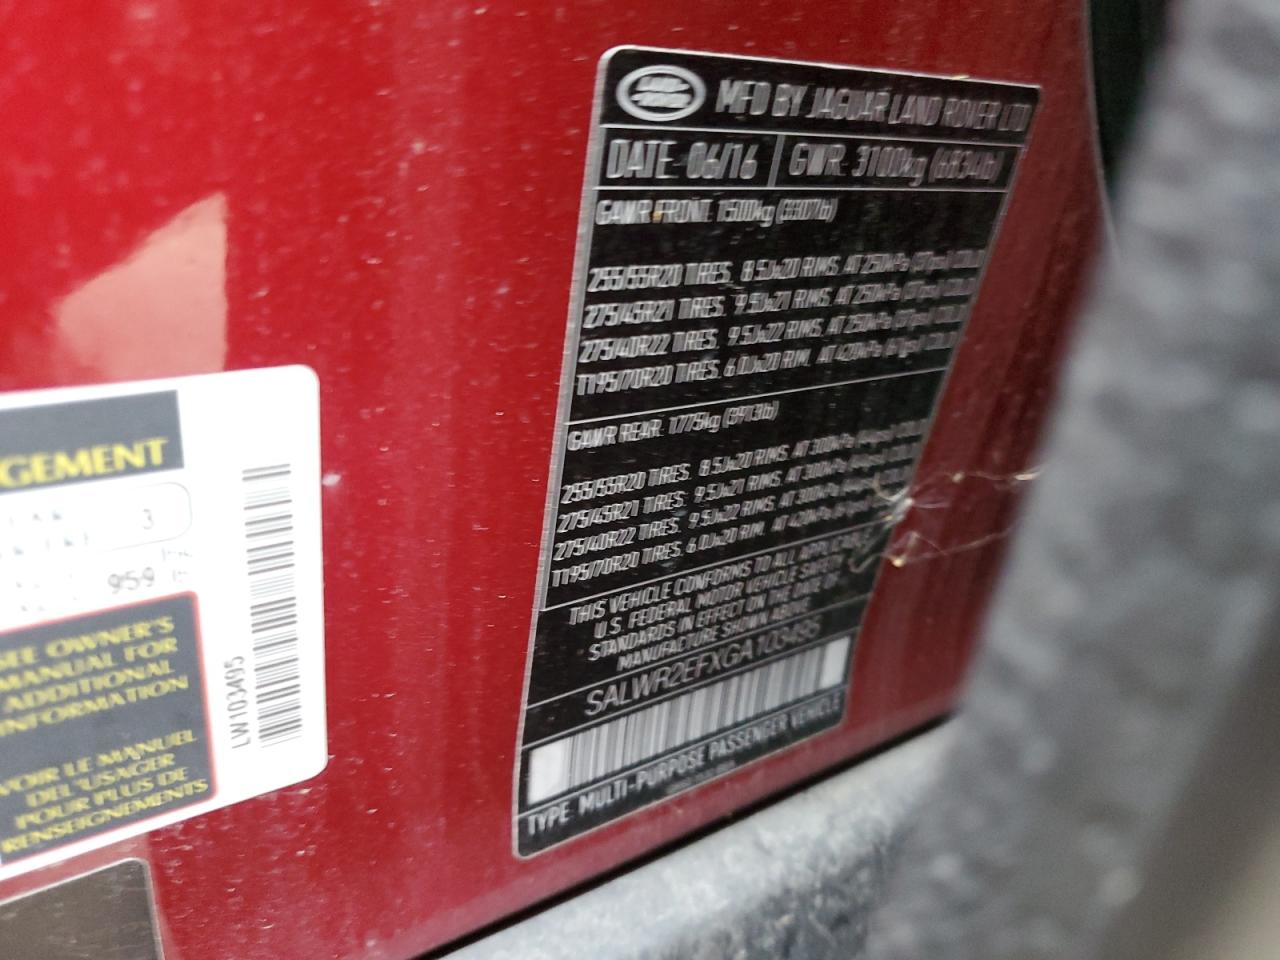 MFD BY JAGUAR LAND ROVER LTD
DATE: 06/16 GWR: 3100kg (6834lb)
GAWR FRONT: 1500kg (3307lb)
255/55R20 TIRES, 8.5Jx20 RIMS, AT 250kPa (37psi) COLD
275/45R21 TIRES, 9.5Jx21 RIMS, AT 250kPa (37psi) COLD
275/40R22 TIRES, 9.5Jx22 RIMS, AT 250kPa (37psi) COLD
T195/70R20 TIRES, 6.0Jx20 RIM, AT 420kPa (61psi) COLD
GAWR REAR: 1775kg (3913lb)
255/55R20 TIRES, 8.5Jx20 RIMS, AT 300kPa
275/45R21 TIRES, 9.5Jx21 RIMS, AT 300kPa
275/40R22 TIRES, 9.5Jx22 RIMS, AT 300kPa
T195/70R20 TIRES, 6.0Jx20 RIM, AT 420kPa
THIS VEHICLE CONFORMS TO ALL APPLICABLE
U.S. FEDERAL MOTOR VEHICLE SAFETY
STANDARDS IN EFFECT ON THE DATE OF
MANUFACTURE SHOWN ABOVE
SALWR2EFXGA103495
TYPE: MULTI-PURPOSE PASSENGER VEHICLE
GEMENT
3
959
SEE OWNER'S
MANUAL FOR
ADDITIONAL
INFORMATION
VOIR LE MANUEL
DE L'USAGER
POUR PLUS DE
RENSEIGNEMENTS
LW103495